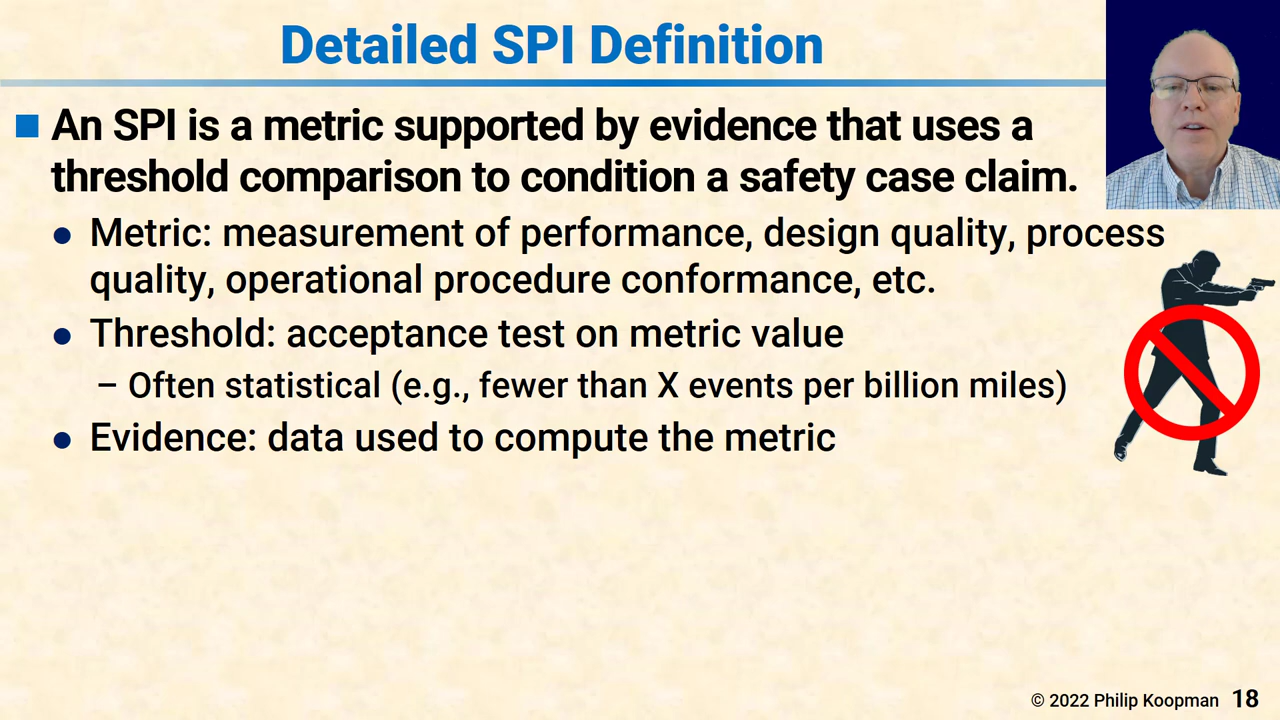 Detailed SPI Definition
An SPI is a metric supported by evidence that uses a
threshold comparison to condition a safety case claim.
Metric: measurement of performance, design quality, process
quality, operational procedure conformance, etc.
Threshold: acceptance test on metric value
– Often statistical (e.g., fewer than X events per billion miles)
Evidence: data used to compute the metric
© 2022 Philip Koopman 18